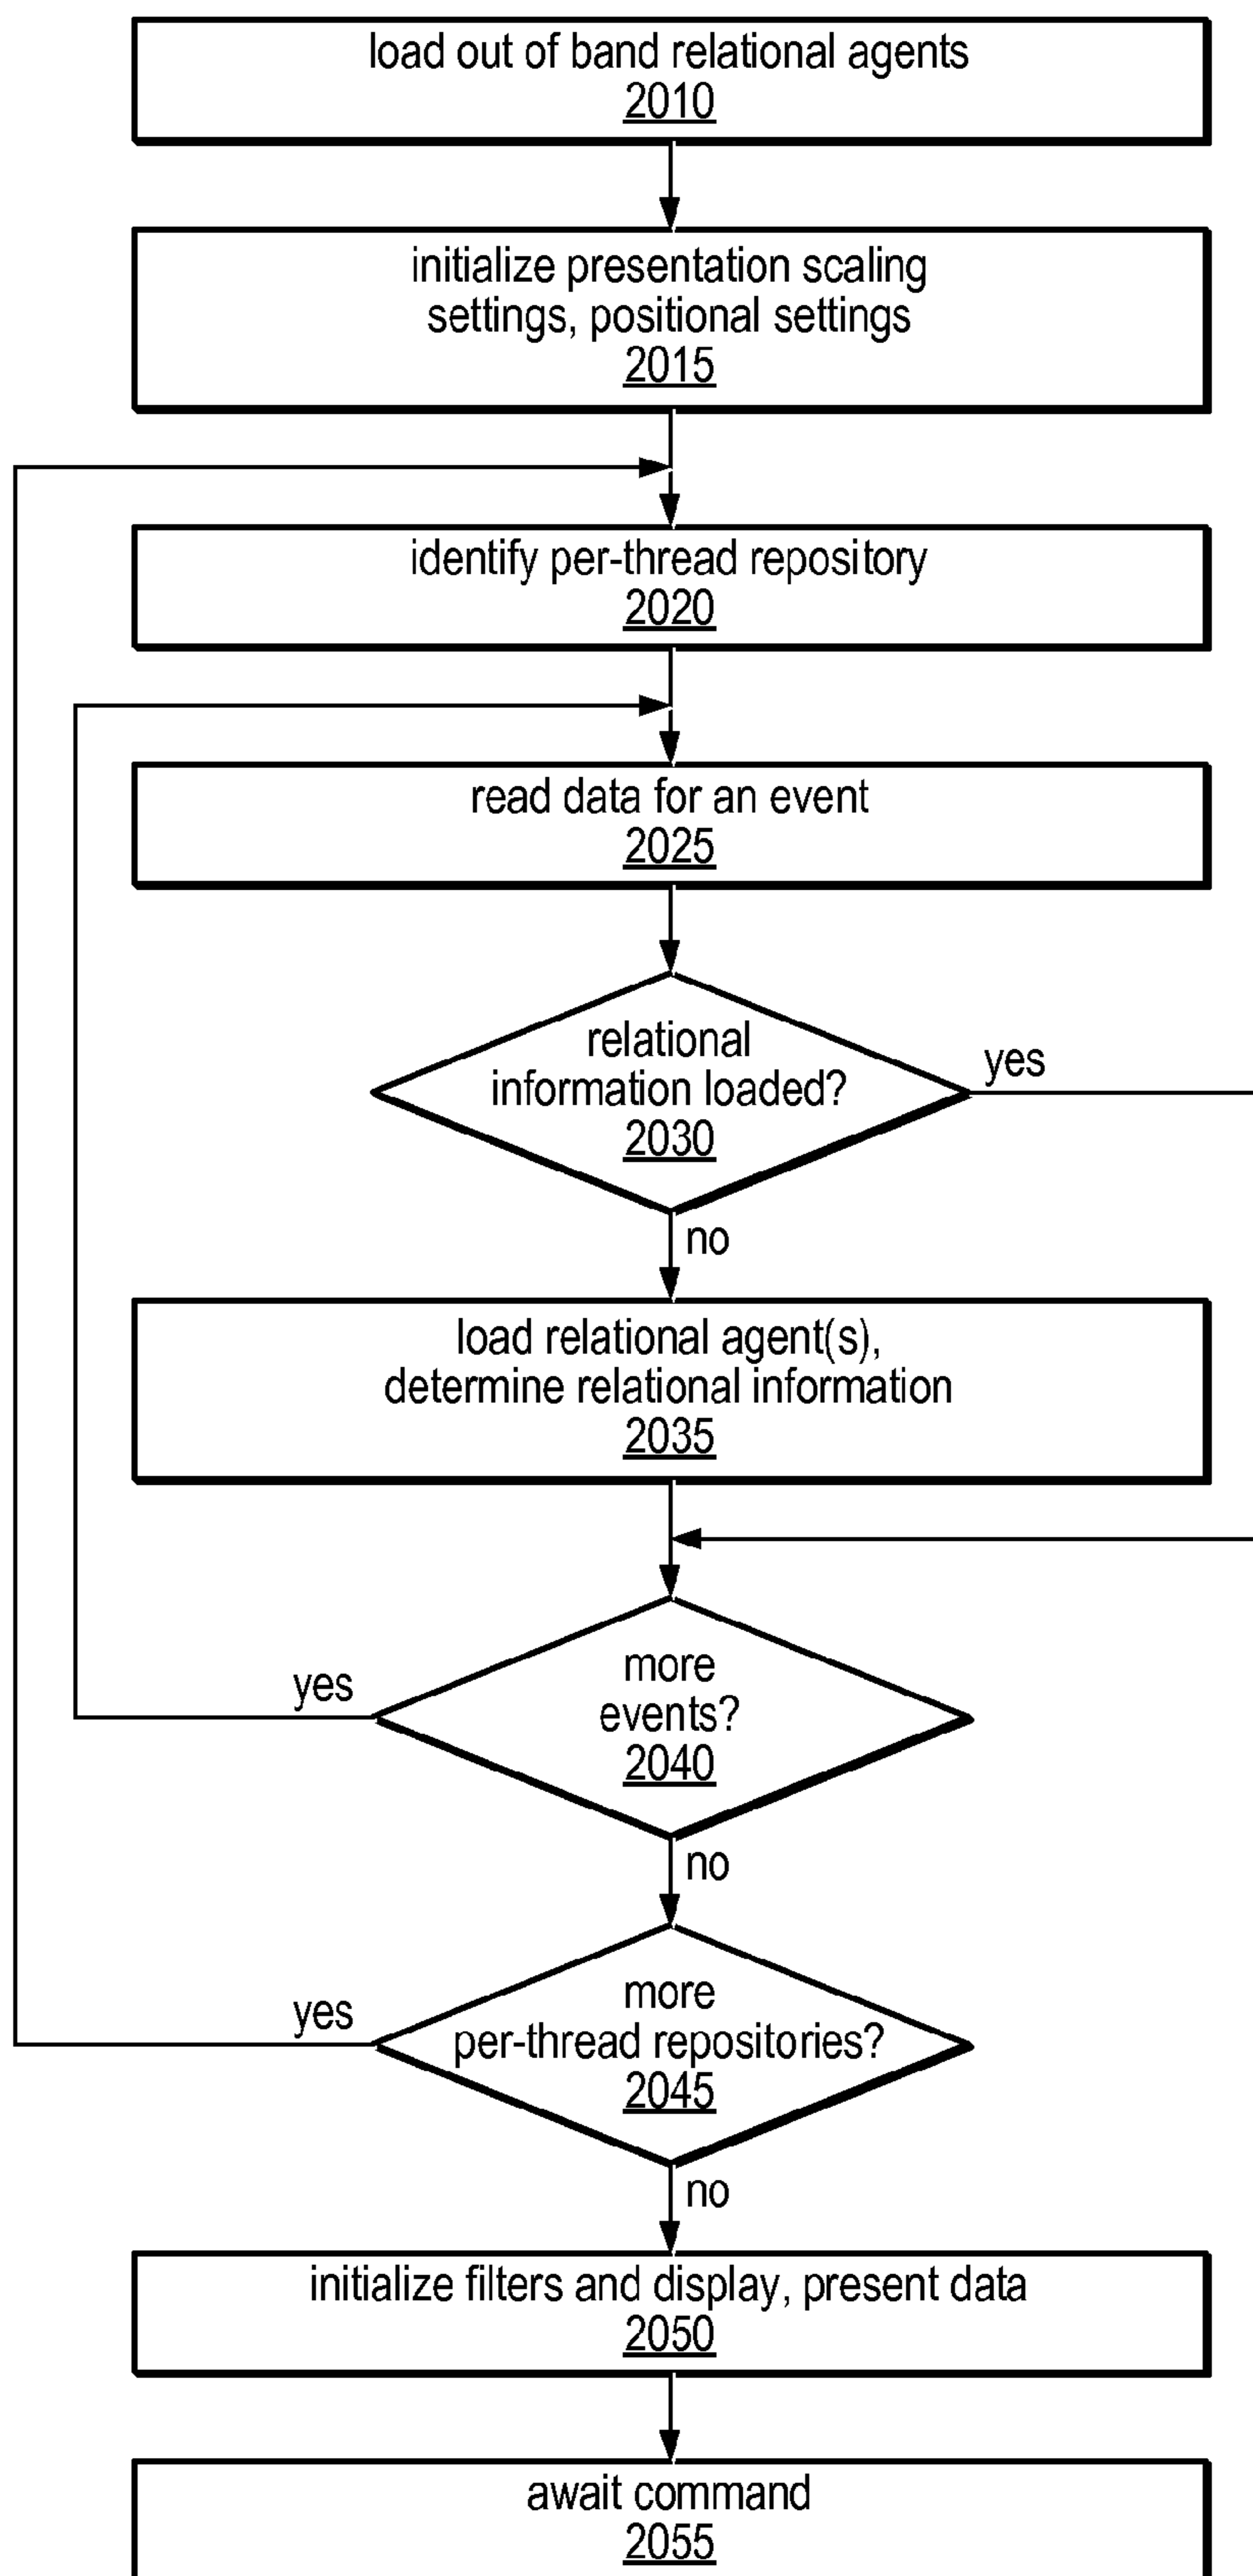 load out of band relational agents
2010
initialize presentation scaling
settings, positional settings
2015
identify per-thread repository
2020
read data for an event
2025
relational
information loaded?
2030
yes
no
load relational agent(s),
determine relational information
2035
more
events?
2040
yes
no
more
per-thread repositories?
2045
yes
no
initialize filters and display, present data
2050
await command
2055